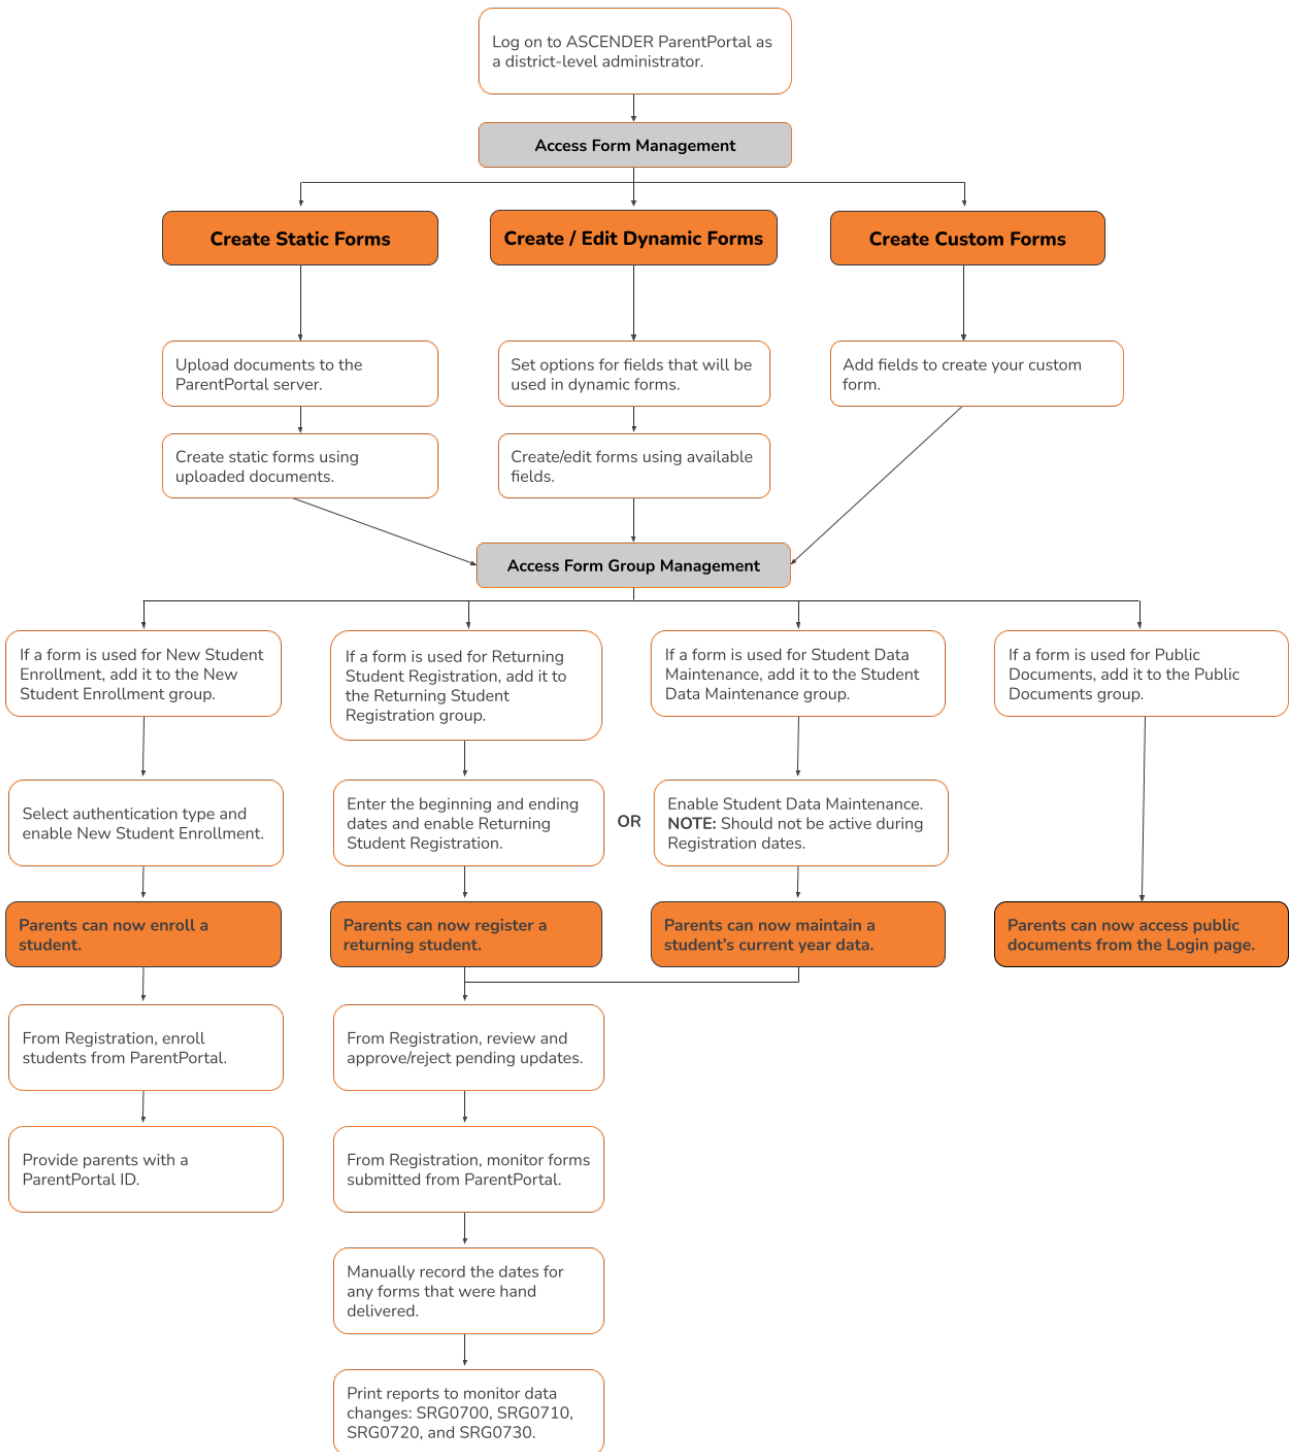 Log on to ASCENDER ParentPortal as
a district-level administrator.
Access Form Management
Create Static Forms
Create / Edit Dynamic Forms
Create Custom Forms
Upload documents to the
ParentPortal server.
Set options for fields that will be
used in dynamic forms.
Add fields to create your custom
form.
Create static forms using
uploaded documents.
Create/edit forms using available
fields.
Access Form Group Management
If a form is used for New Student
Enrollment, add it to the New
Student Enrollment group.
If a form is used for Returning
Student Registration, add it to
the Returning Student
Registration group.
If a form is used for Student Data
Maintenance, add it to the Student
Data Maintenance group.
If a form is used for Public
Documents, add it to the Public
Documents group.
Select authentication type and
enable New Student Enrollment.
Enter the beginning and ending
dates and enable Returning
Student Registration.
OR
Enable Student Data Maintenance.
NOTE: Should not be active during
Registration dates.
Parents can now enroll a
student.
Parents can now register a
returning student.
Parents can now maintain a
student's current year data.
Parents can now access public
documents from the Login page.
From Registration, enroll
students from ParentPortal.
From Registration, review and
approve/reject pending updates.
Provide parents with a
ParentPortal ID.
From Registration, monitor forms
submitted from ParentPortal.
Manually record the dates for
any forms that were hand
delivered.
Print reports to monitor data
changes: SRG0700, SRG0710,
SRG0720, and SRG0730.